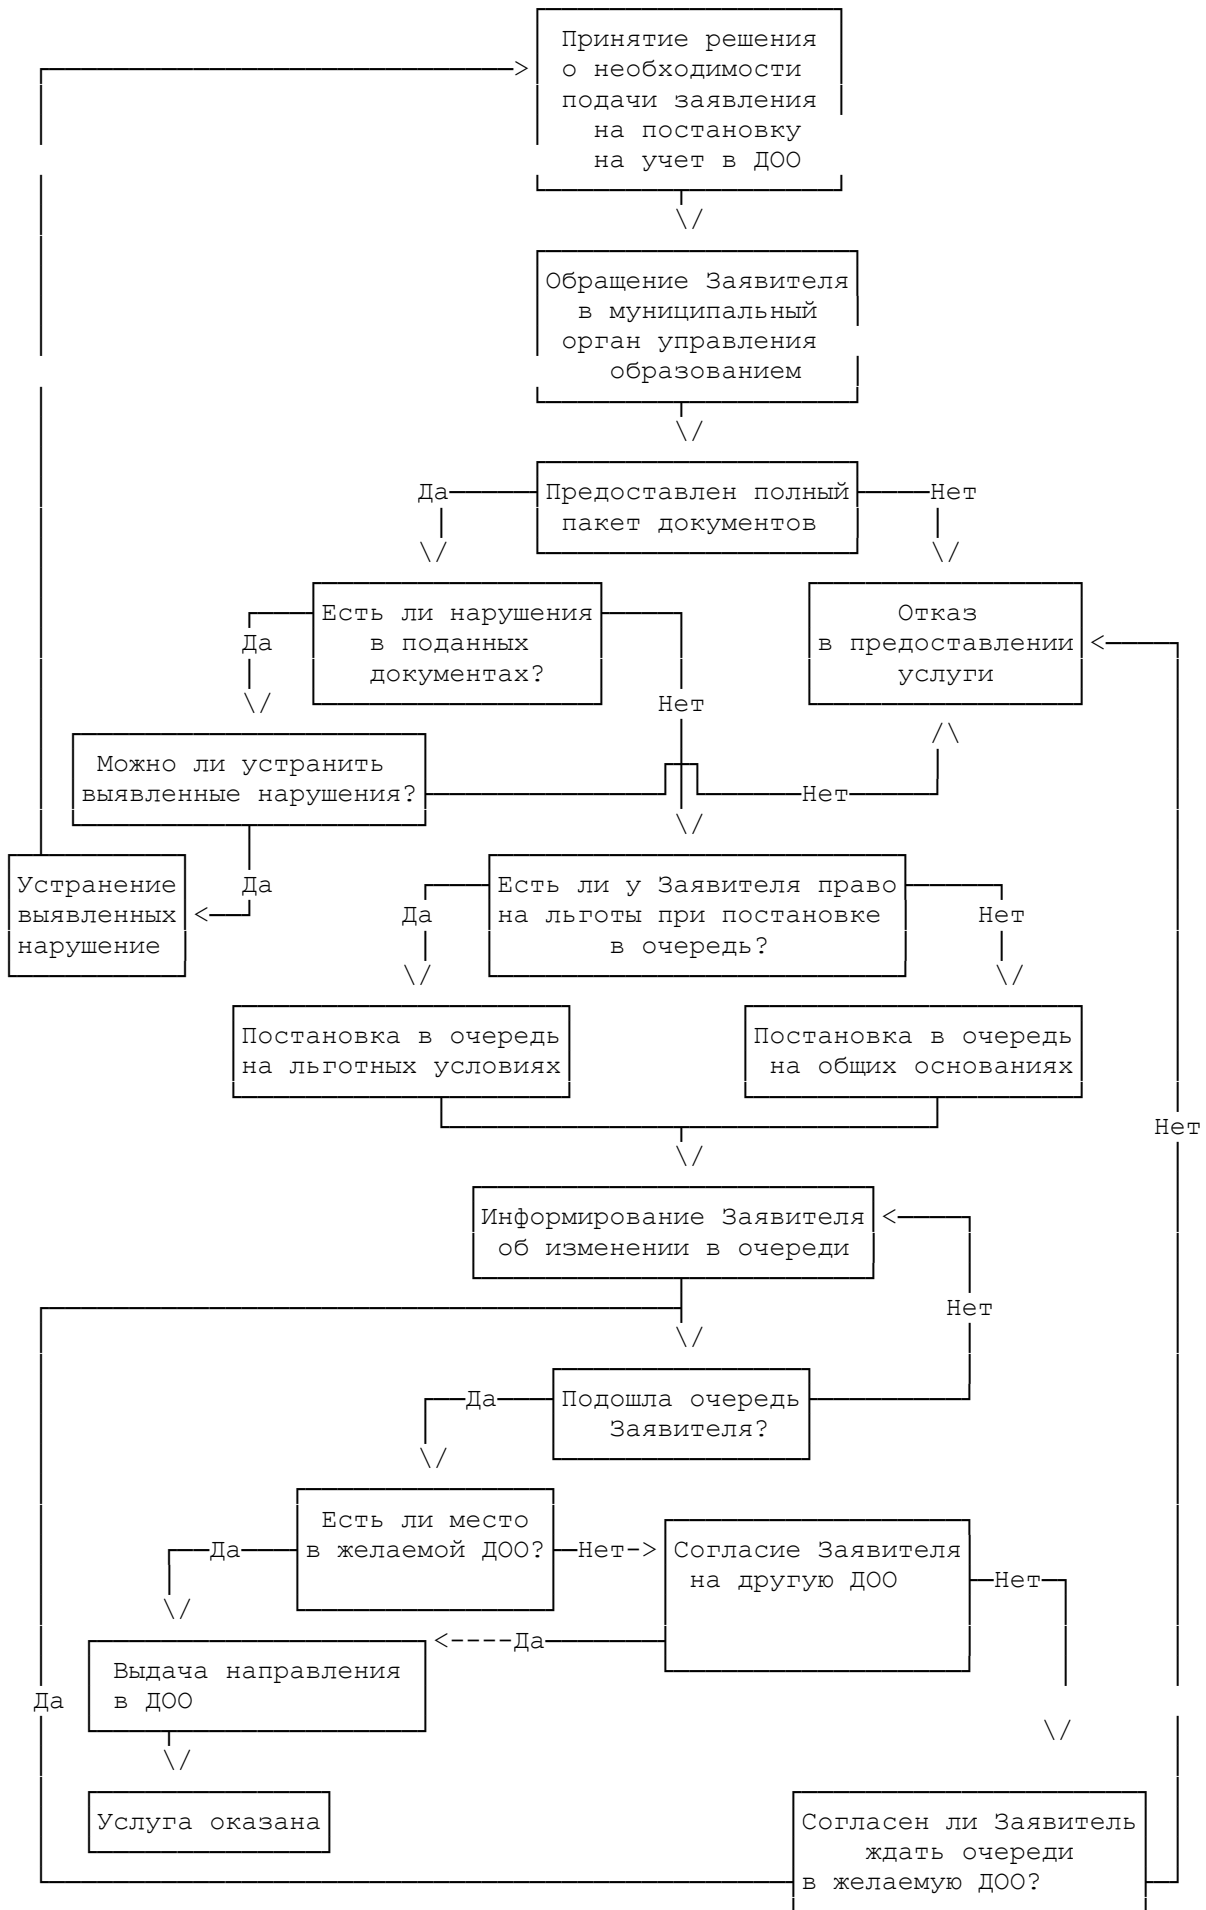 Принятие решения
о необходимости
подачи заявления
на постановку
на учет в ДОО
Обращение Заявителя
в муниципальный
орган управления
образованием
Да
Предоставлен полный
пакет документов
Нет
Есть ли нарушения
в поданных
документах?
Да
Нет
Отказ
в предоставлении
услуги
Можно ли устранить
выявленные нарушения?
Нет
Да
Устранение
выявленных
нарушение
Есть ли у Заявителя право
на льготы при постановке
в очередь?
Да
Нет
Постановка в очередь
на льготных условиях
Постановка в очередь
на общих основаниях
Нет
Информирование Заявителя
об изменении в очереди
Нет
Да
Подошла очередь
Заявителя?
Есть ли место
в желаемой ДОО?
Да
Нет->
Согласие Заявителя
на другую ДОО
Нет
<----Да
Выдача направления
в ДОО
Да
Услуга оказана
Согласен ли Заявитель
ждать очереди
в желаемую ДОО?